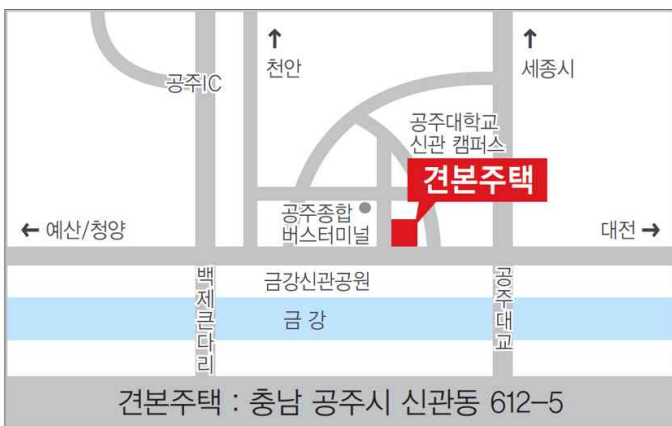 ↑
천안
↑
세종시
공주IC
공주대학교
신관 캠퍼스
견본주택
← 예산/청양
공주종합
버스터미널
대전 →
백제큰다리
금강신관공원
공주대교
금강
견본주택 : 충남 공주시 신관동 612-5